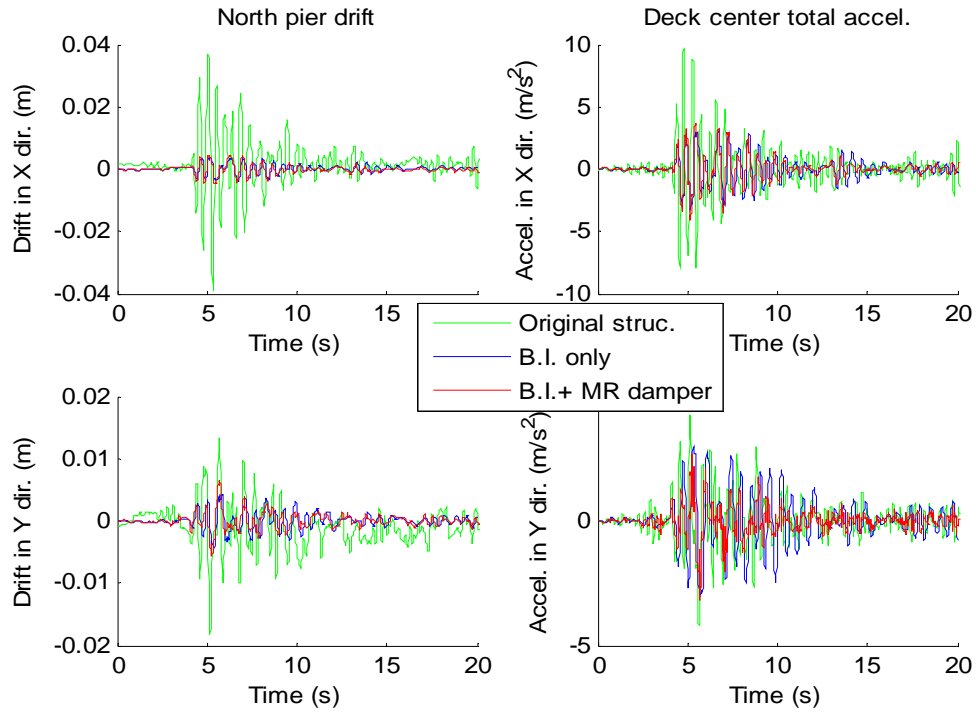 North pier drift
Deck center total accel.
0.04
0.02
0
-0.02
-0.04
Drift in X dir. (m)
0 5 10 15 20
Time (s)
10
5
0
-5
-10
Accel. in X dir. (m/s²)
0 5 10 15 20
Time (s)
Original struc.
B.I. only
B.I.+ MR damper
0.02
0.01
0
-0.01
-0.02
Drift in Y dir. (m)
0 5 10 15 20
Time (s)
0
-5
Accel. in Y dir. (m/s²)
0 5 10 15 20
Time (s)